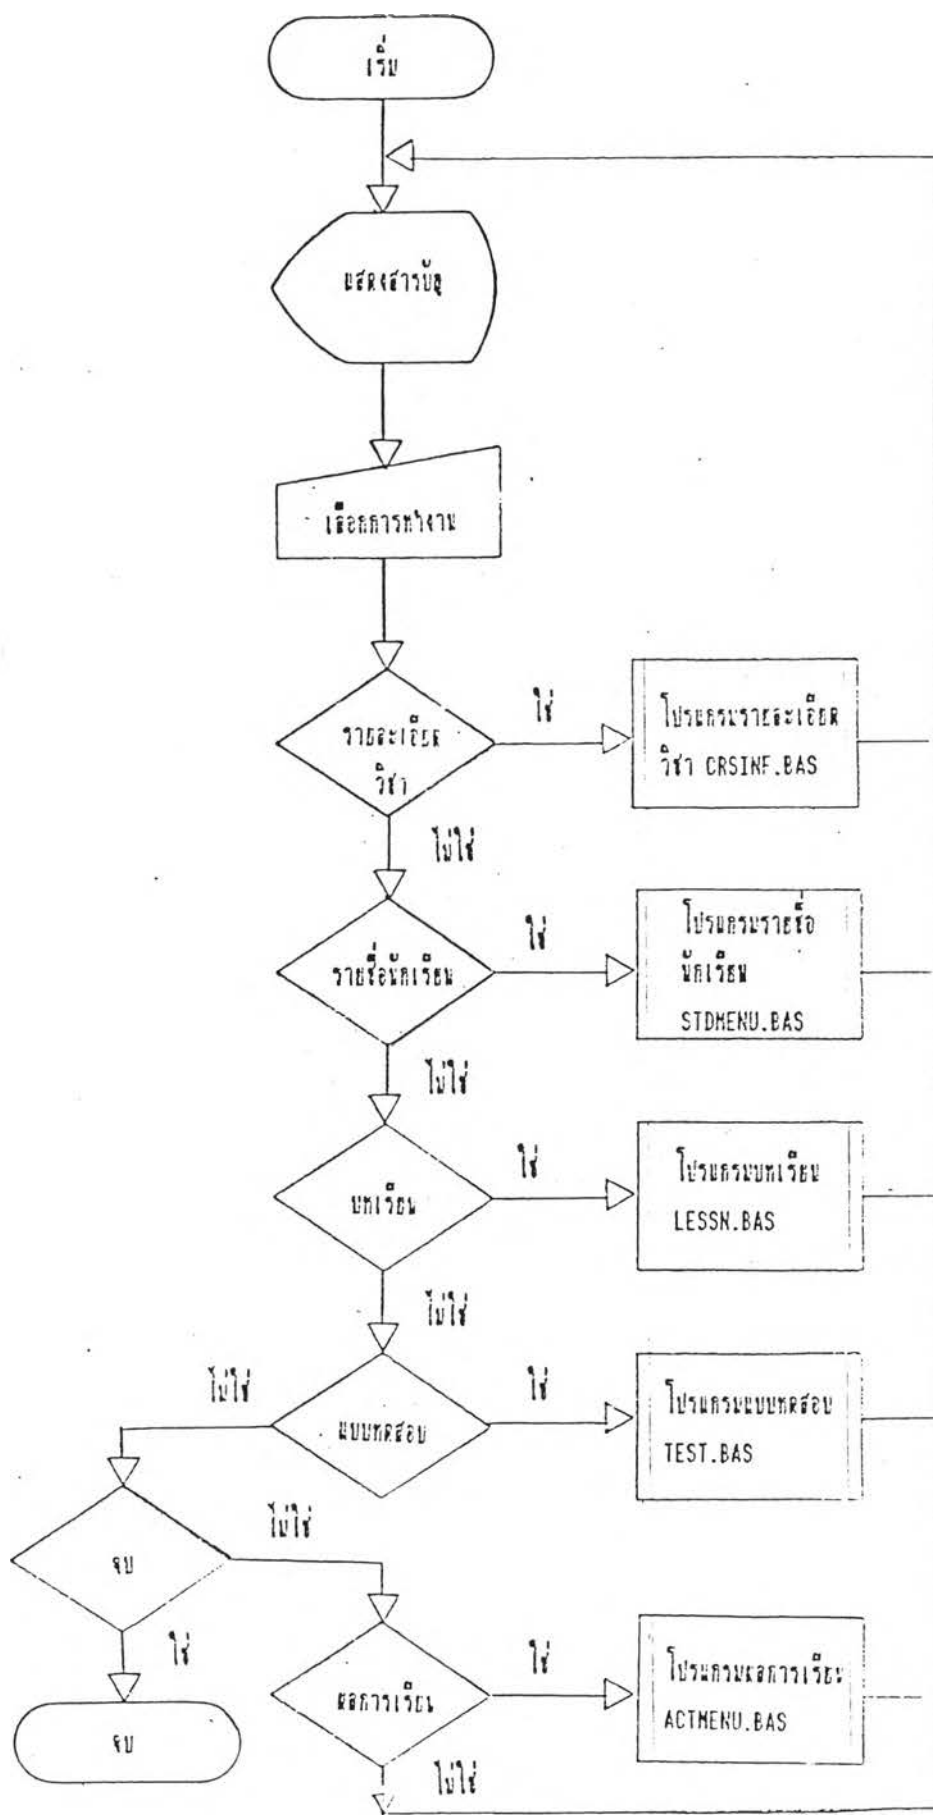 เริ่ม
แสดงสารบัญ
เลือกการทำงาน
รายละเอียด
วิชา
ใช่
โปรแกรมรายละเอียด
วิชา CRSINF.BAS
ไม่ใช่
รายชื่อนักเรียน
ใช่
โปรแกรมรายชื่อ
นักเรียน
STDMENU.BAS
ไม่ใช่
บทเรียน
ใช่
โปรแกรมบทเรียน
LESSN.BAS
ไม่ใช่
ไม่ใช่
แบบทดสอบ
ใช่
โปรแกรมแบบทดสอบ
TEST.BAS
จบ
ไม่ใช่
ใช่
จบ
ผลการเรียน
ใช่
โปรแกรมผลการเรียน
ACTMENU.BAS
ไม่ใช่